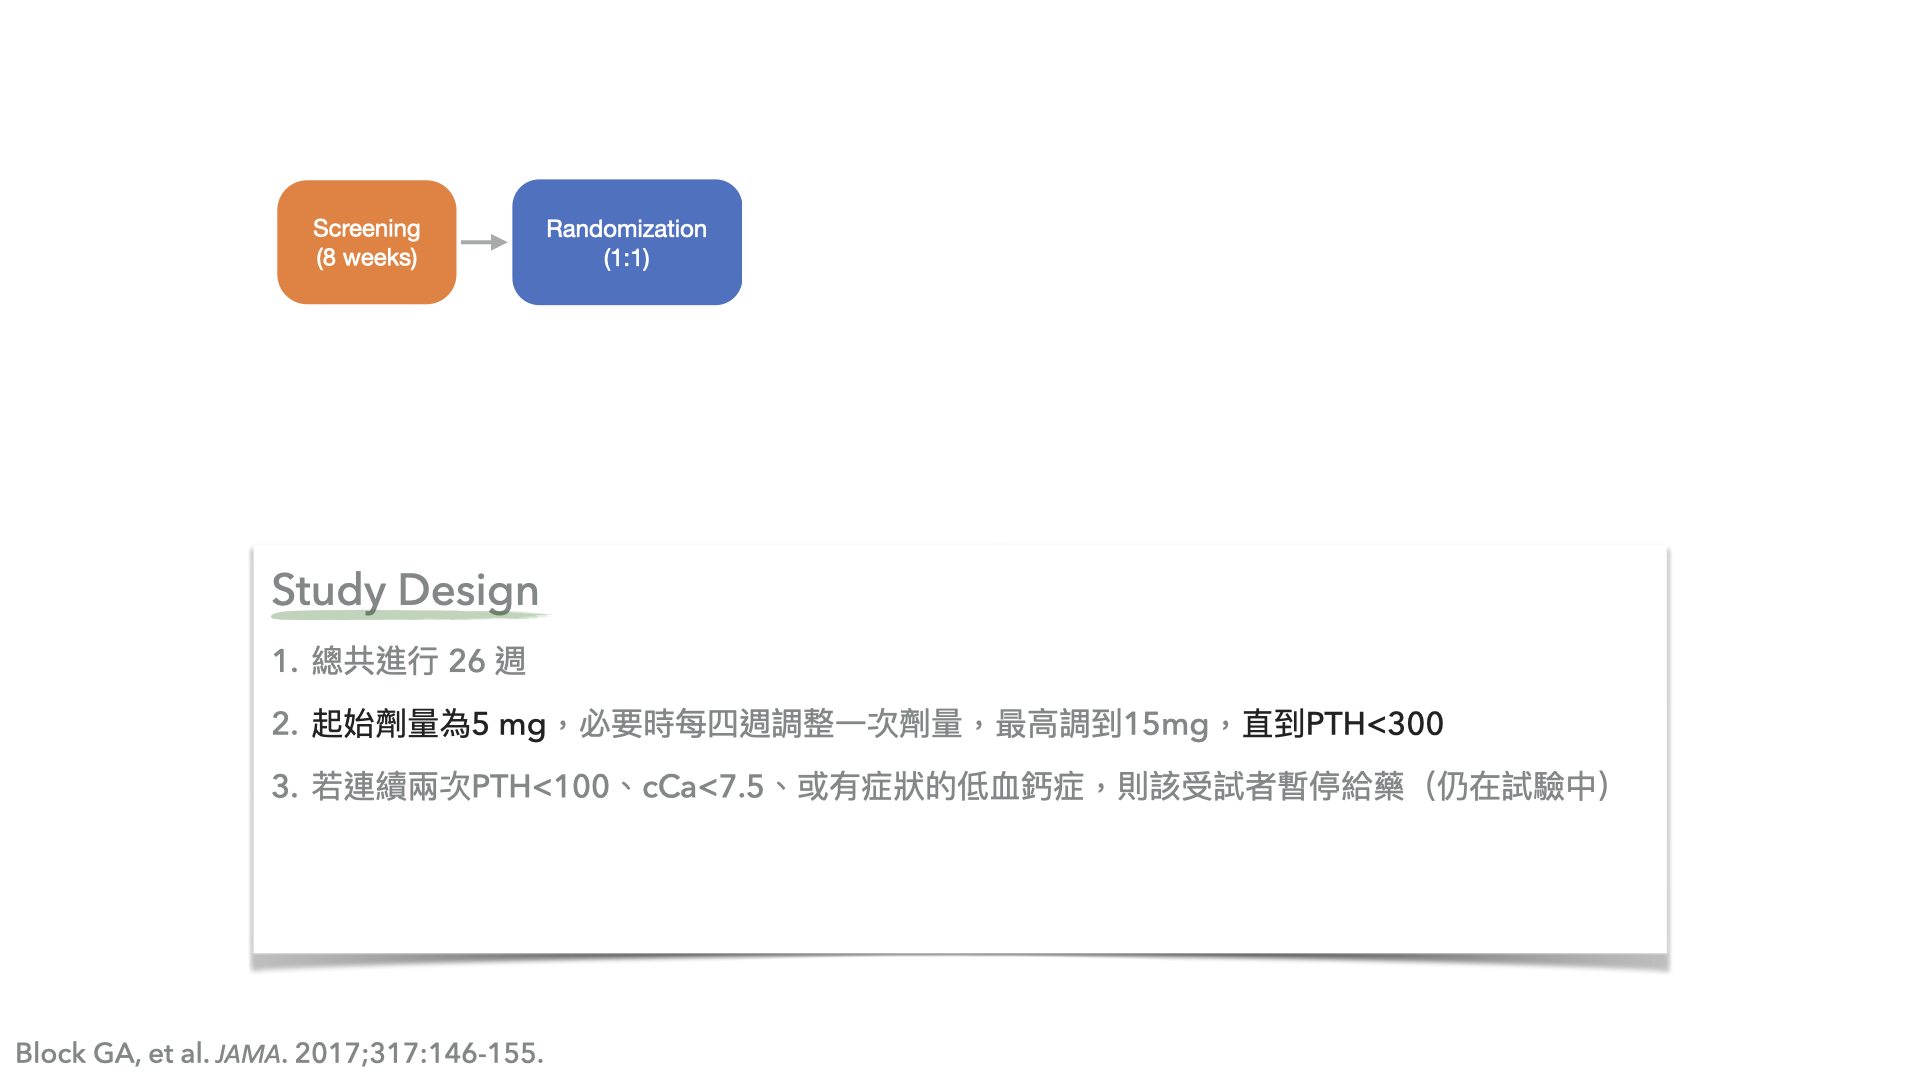 Screening
(8 weeks)
Randomization
(1:1)
Study Design
1. 總共進行 26 週
2. 起始劑量為5 mg，必要時每四週調整一次劑量，最高調到15mg，直到PTH<300
3. 若連續兩次PTH<100、cCa<7.5、或有症狀的低血鈣症，則該受試者暫停給藥（仍在試驗中）
Block GA, et al. JAMA. 2017;317:146-155.